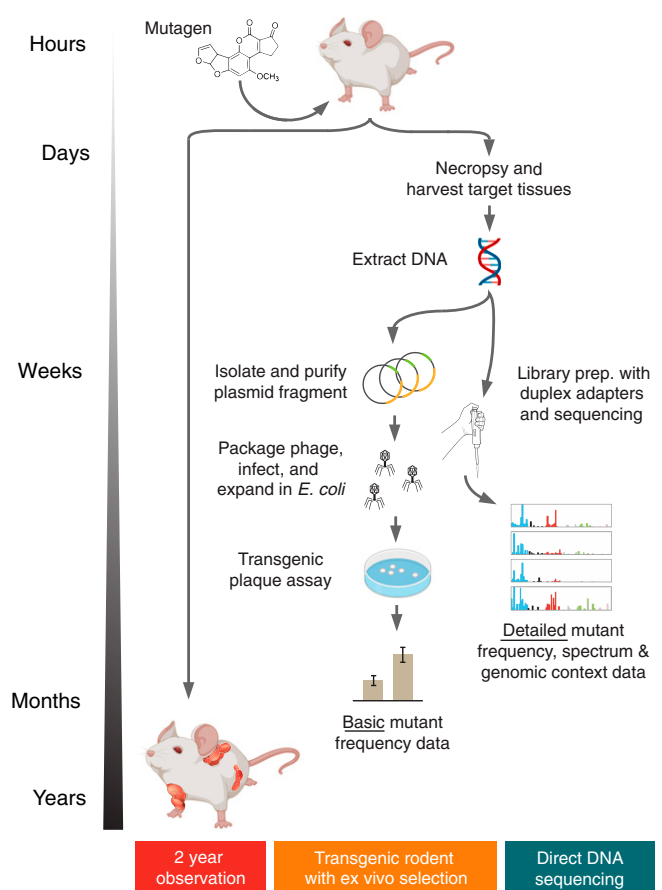 Hours
Mutagen
O
O
O
O
O
OCH₃
Days
Necropsy and
harvest target tissues
Extract DNA
Weeks
Isolate and purify
plasmid fragment
Library prep. with
duplex adapters
and sequencing
Package phage,
infect, and
expand in E. coli
Transgenic
plaque assay
Detailed mutant
frequency, spectrum &
genomic context data
Months
Basic mutant
frequency data
Years
2 year
observation
Transgenic rodent
with ex vivo selection
Direct DNA
sequencing